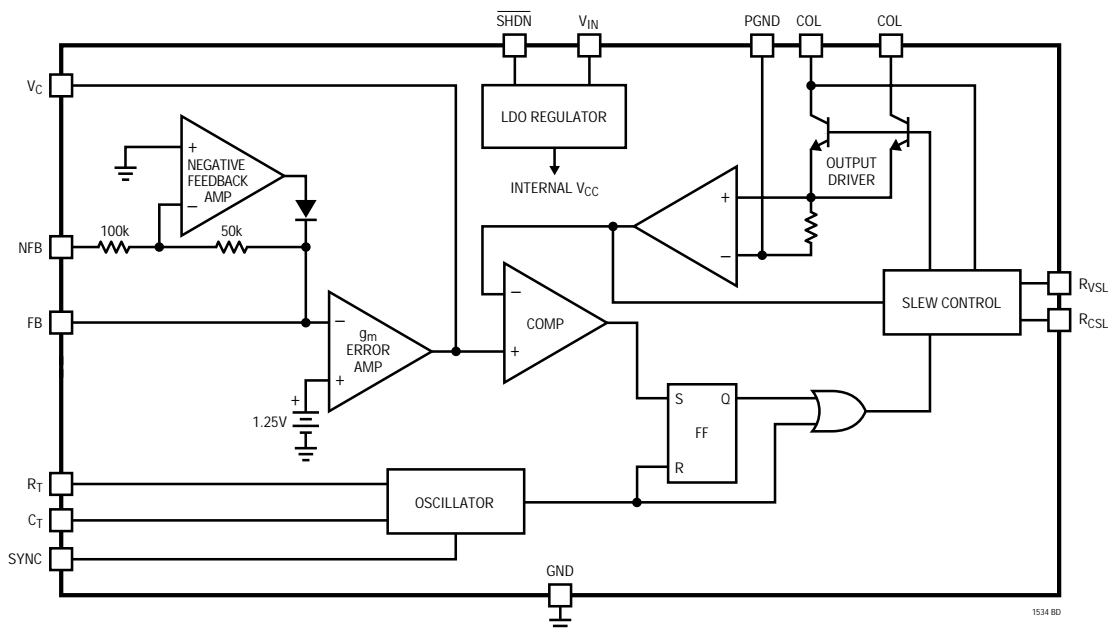 SHDN
VIN
PGND
COL
COL
VC
LDO REGULATOR
INTERNAL VCC
+
NEGATIVE
FEEDBACK
AMP
−
OUTPUT
DRIVER
+
−
NFB
100k
50k
FB
−
gm
ERROR
AMP
+
+
1.25V
−
COMP
+
SLEW CONTROL
RVSL
RCSL
S
Q
FF
R
RT
CT
SYNC
OSCILLATOR
GND
1534 BD